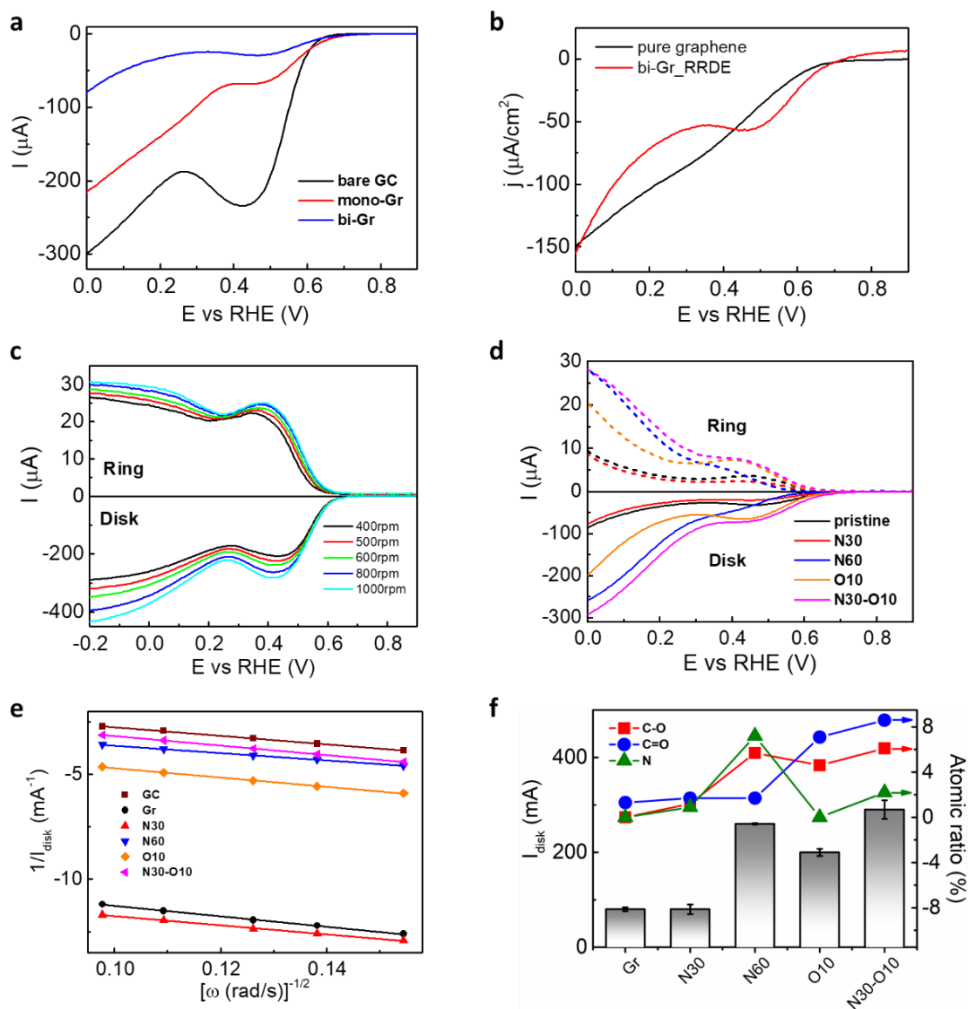 a
0
-100
-200
-300
I (μA)
bare GC
mono-Gr
bi-Gr
0.0 0.2 0.4 0.6 0.8
E vs RHE (V)
b
0
-50
-100
-150
j (μA/cm²)
pure graphene
bi-Gr_RRDE
0.0 0.2 0.4 0.6 0.8
E vs RHE (V)
c
30
20
10
0
-200
-400
I (μA)
Ring
Disk
400rpm
500rpm
600rpm
800rpm
1000rpm
-0.2 0.0 0.2 0.4 0.6 0.8
E vs RHE (V)
d
30
20
10
0
-100
-200
-300
I (μA)
Ring
Disk
pristine
N30
N60
O10
N30-O10
0.0 0.2 0.4 0.6 0.8
E vs RHE (V)
e
-5
-10
1/I_disk (mA⁻¹)
GC
Gr
N30
N60
O10
N30-O10
0.10 0.12 0.14
[ω (rad/s)]⁻¹/²
f
400
200
0
I_disk (mA)
C-O
C=O
N
8
4
0
-4
-8
Atomic ratio (%)
Gr N30 N60 O10 N30-O10